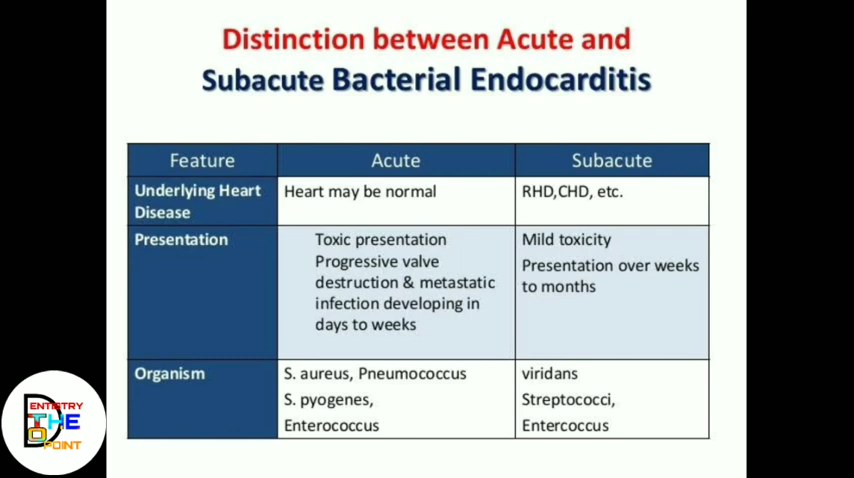 Distinction between Acute and
Subacute Bacterial Endocarditis
Feature
Acute
Subacute
Underlying Heart
Disease
Heart may be normal
RHD,CHD, etc.
Presentation
Toxic presentation
Progressive valve
destruction & metastatic
infection developing in
days to weeks
Mild toxicity
Presentation over weeks
to months
Organism
S. aureus, Pneumococcus
S. pyogenes,
Enterococcus
viridans
Streptococci,
Entercoccus
DENTISTRY
THE
POINT